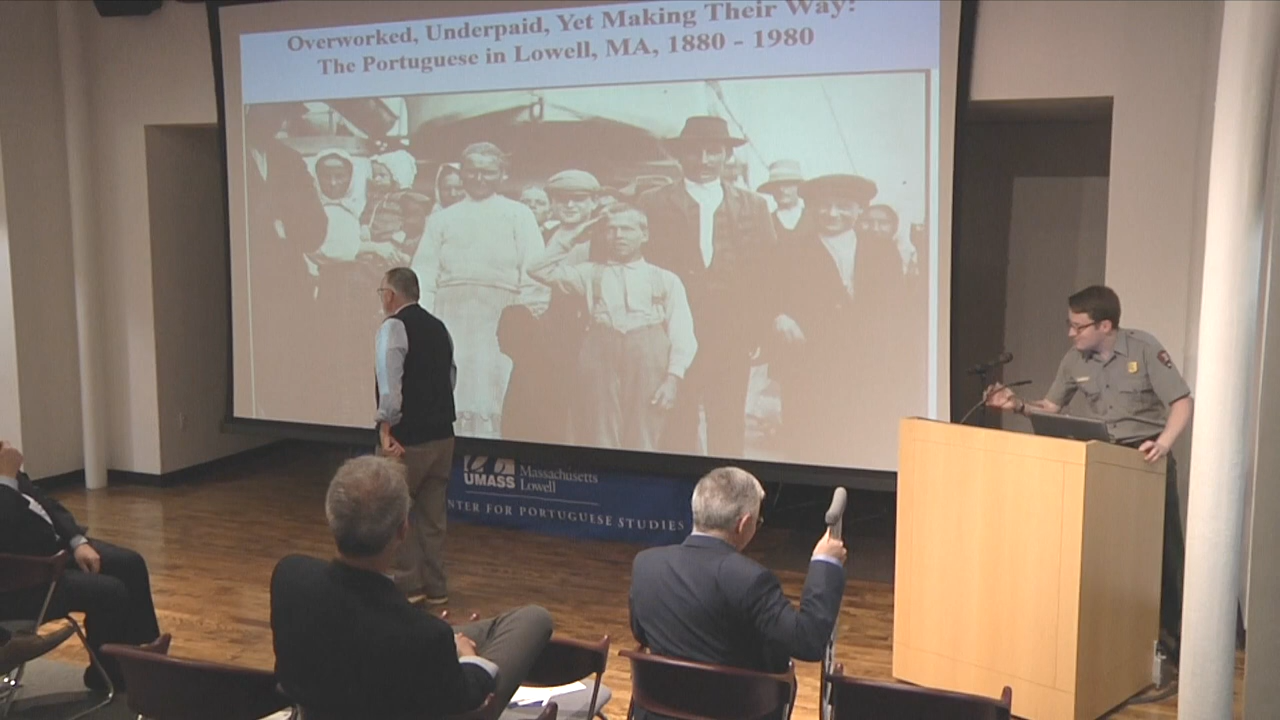 Overworked, Underpaid, Yet Making Their Way:
The Portuguese in Lowell, MA, 1880 - 1980
UMASS
Massachusetts
Lowell
NTER FOR PORTUGUESE STUDIES